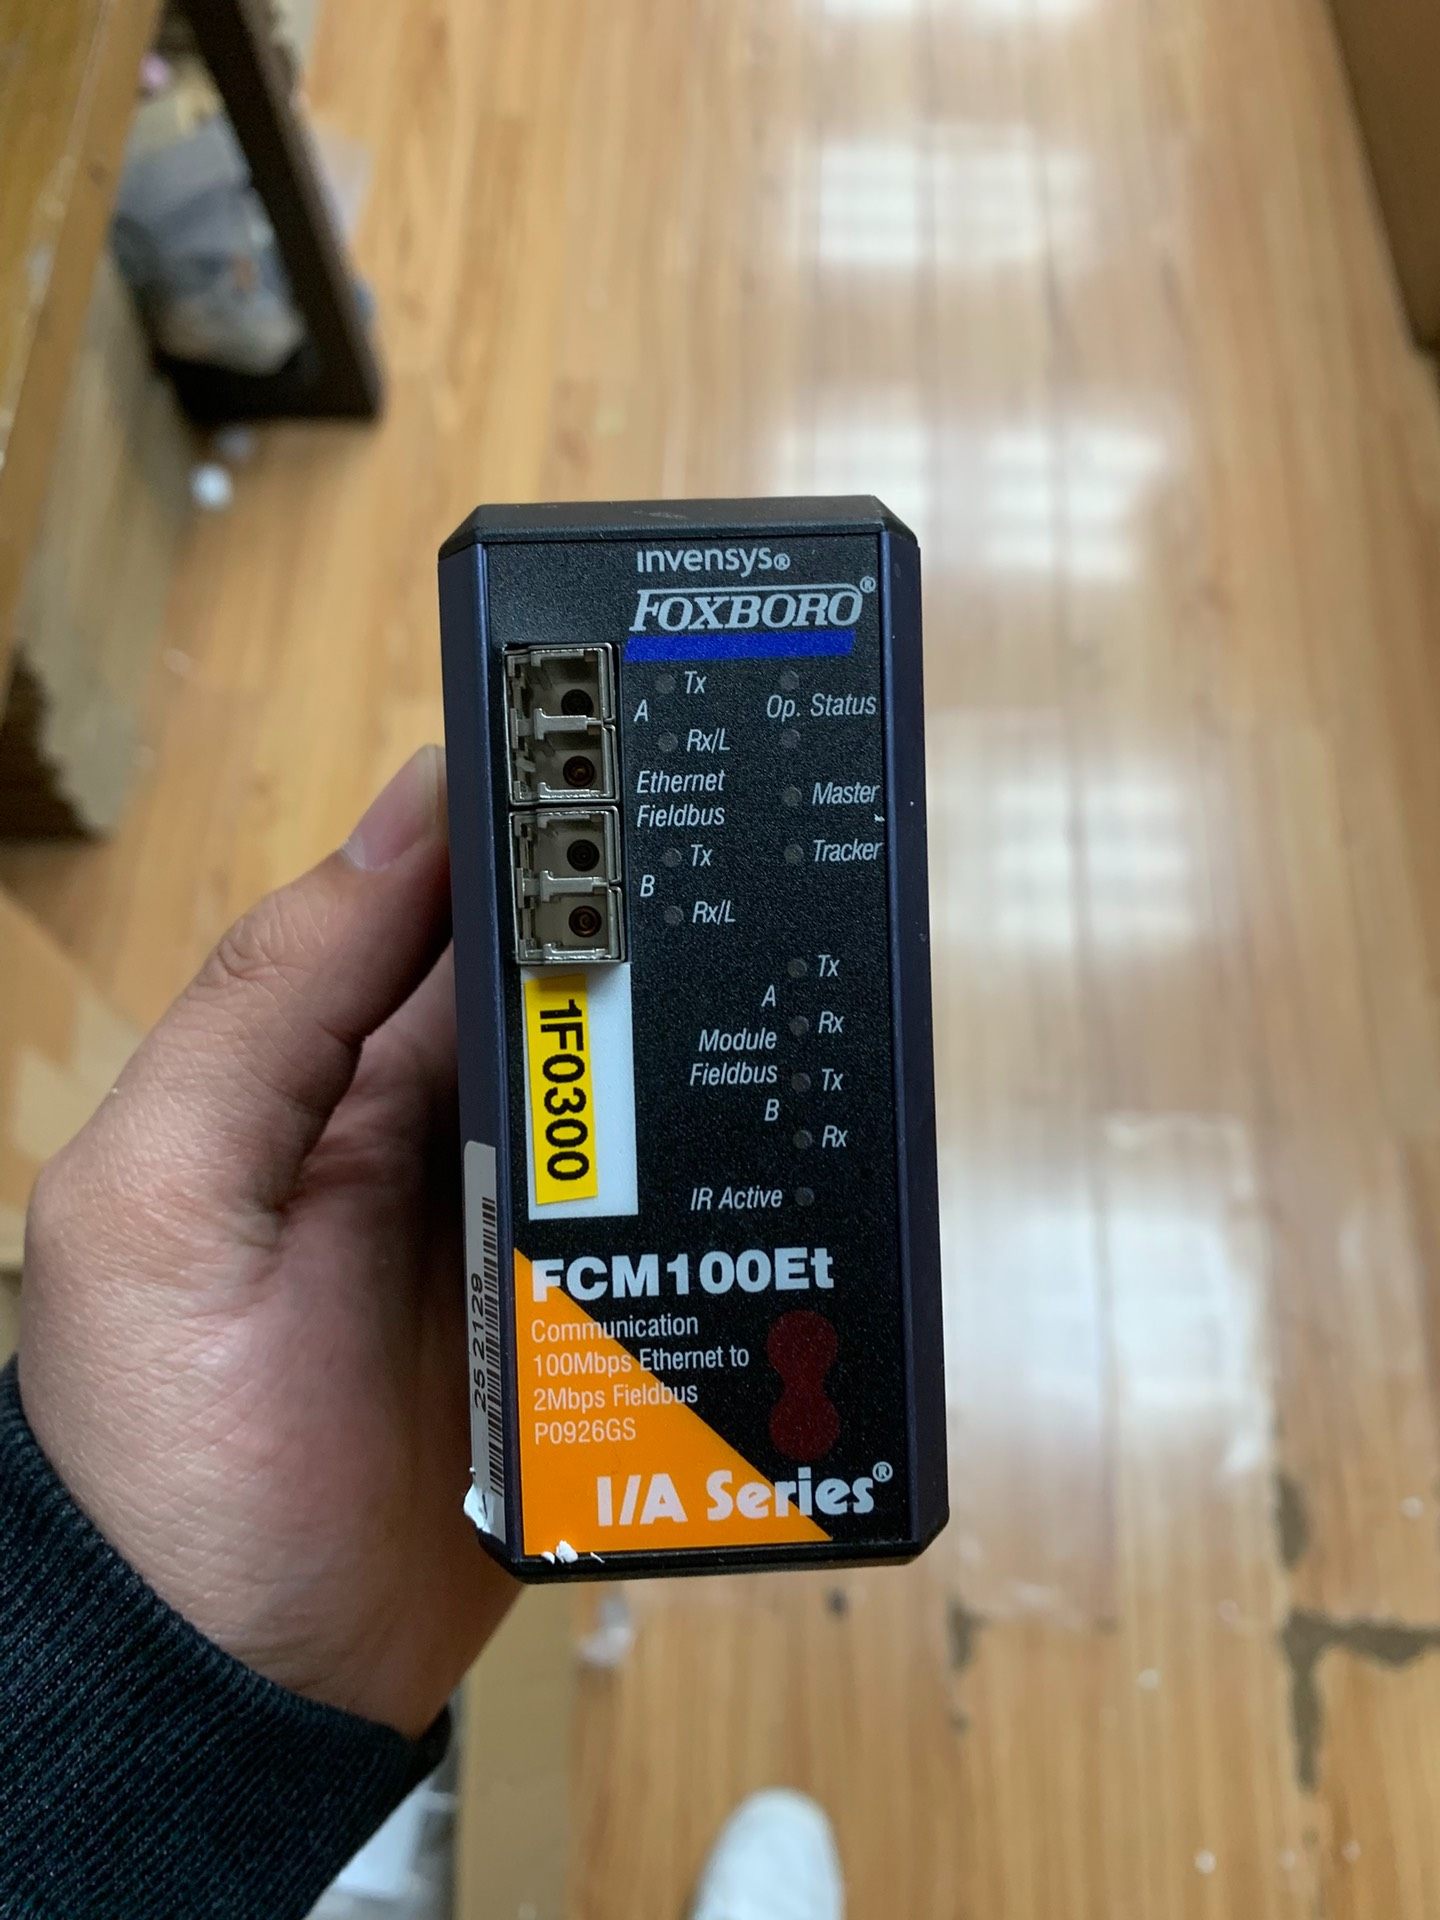 invensys®
FOXBORO®
Tx
A
Op. Status
Rx/L
Ethernet
Fieldbus
Master
Tx
Tracker
B
Rx/L
Tx
A
Rx
Module
Fieldbus
Tx
B
Rx
IR Active
1F0300
25 2129
FCM100Et
Communication
100Mbps Ethernet to
2Mbps Fieldbus
P0926GS
I/A Series®